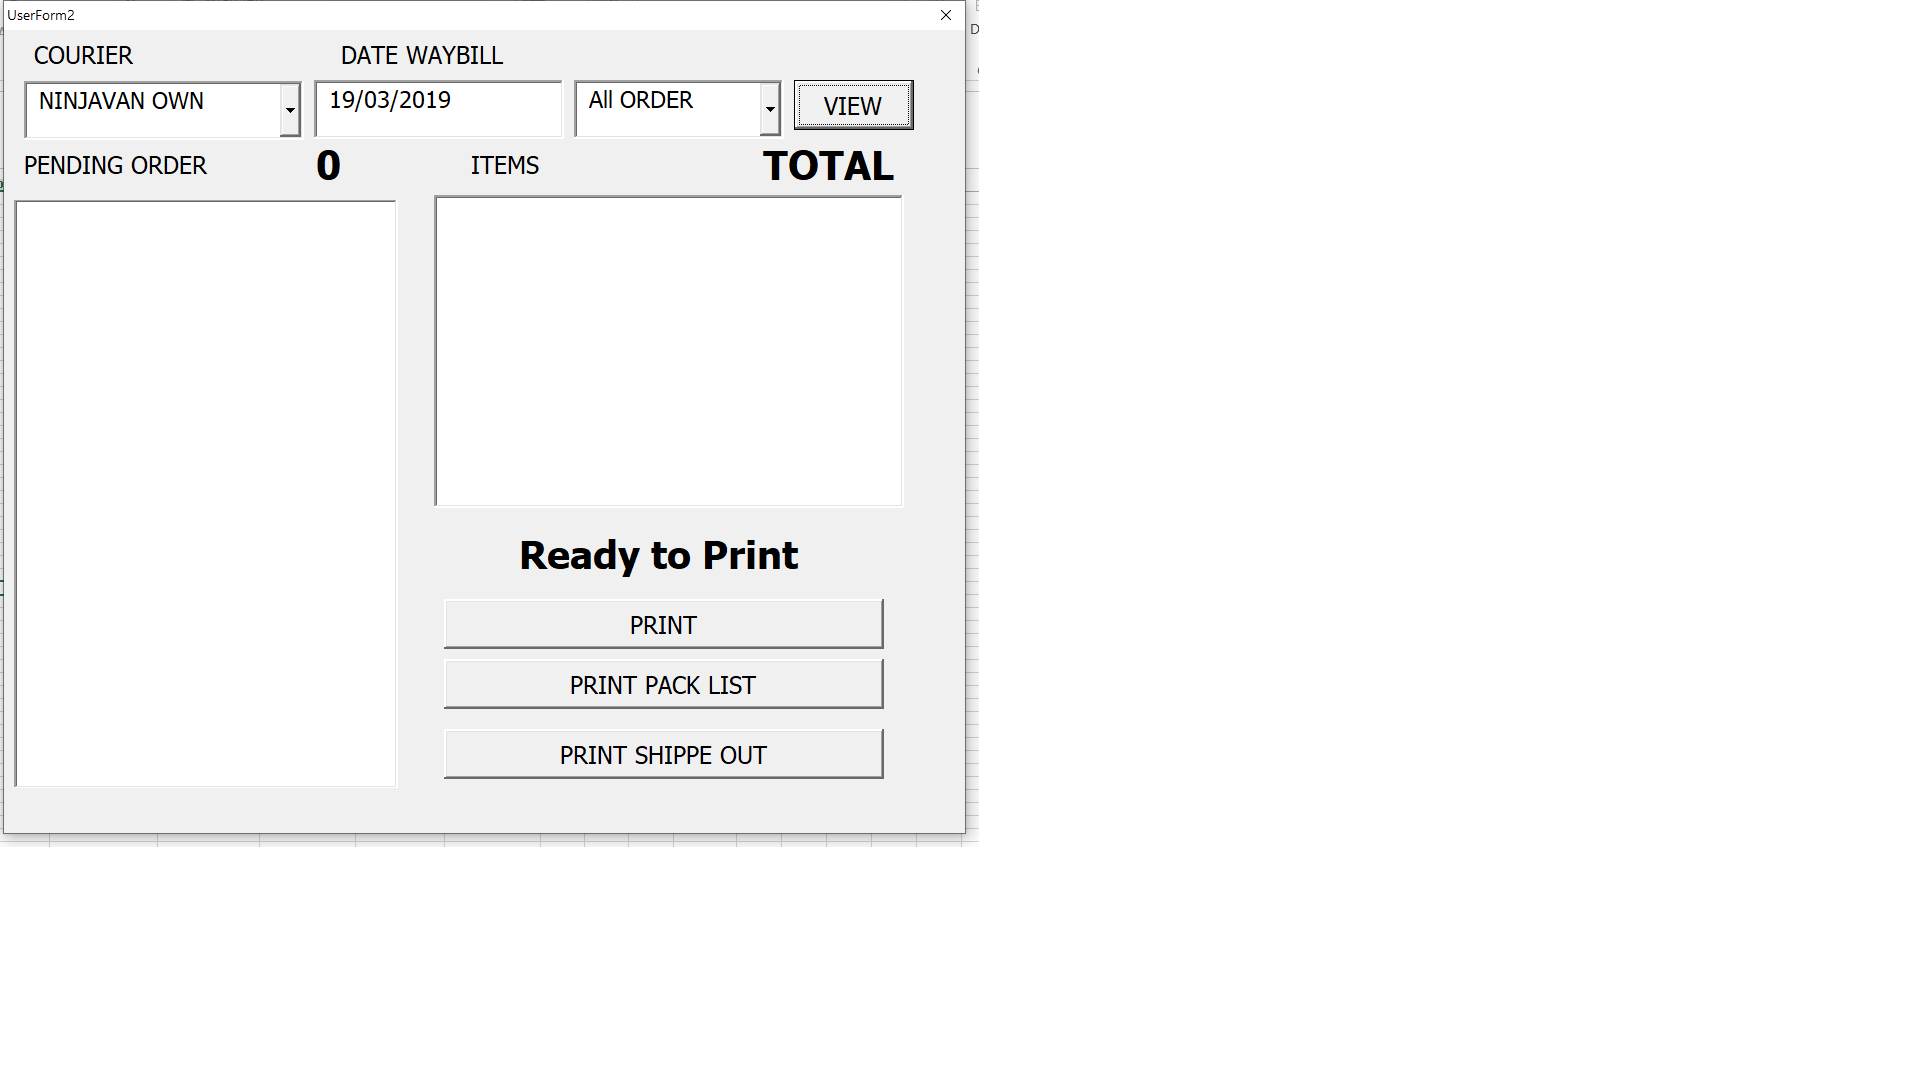 UserForm2
COURIER DATE WAYBILL
NINJAVAN OWN 19/03/2019 All ORDER VIEW
PENDING ORDER 0 ITEMS TOTAL
Ready to Print
PRINT
PRINT PACK LIST
PRINT SHIPPE OUT